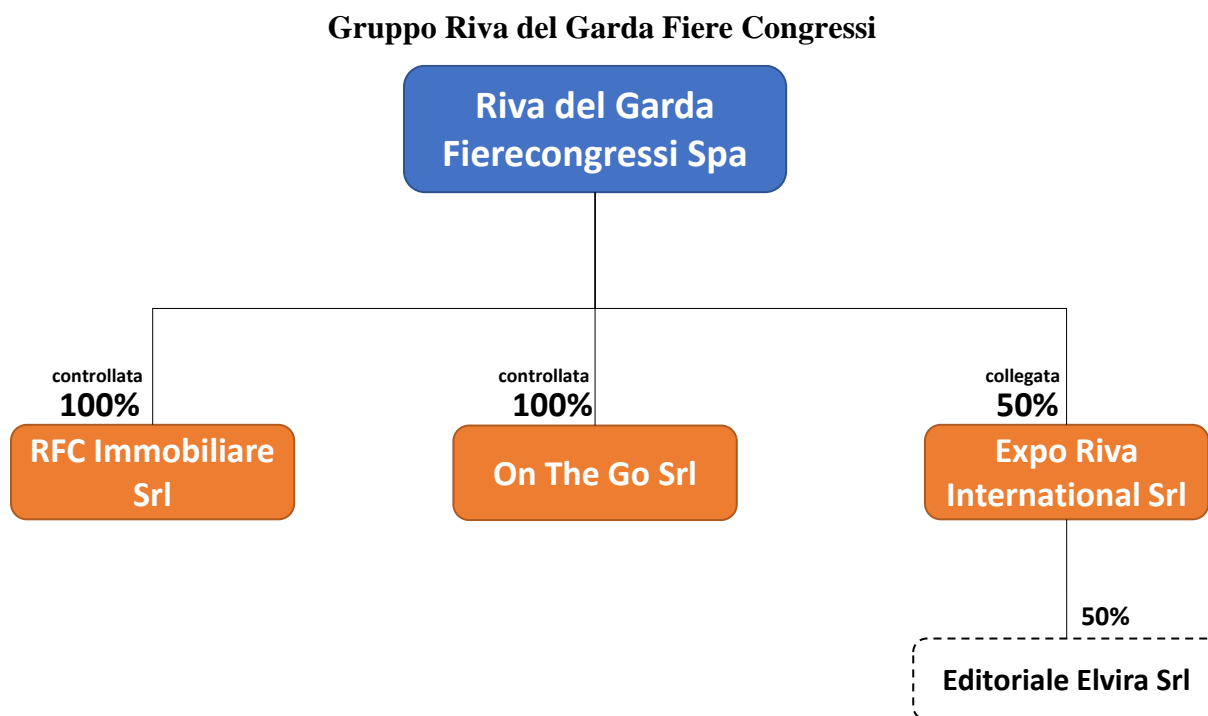 Gruppo Riva del Garda Fiere Congressi
Riva del Garda
Fierecongressi Spa
controllata
100%
RFC Immobiliare
Srl
controllata
100%
On The Go Srl
collegata
50%
Expo Riva
International Srl
50%
Editoriale Elvira Srl